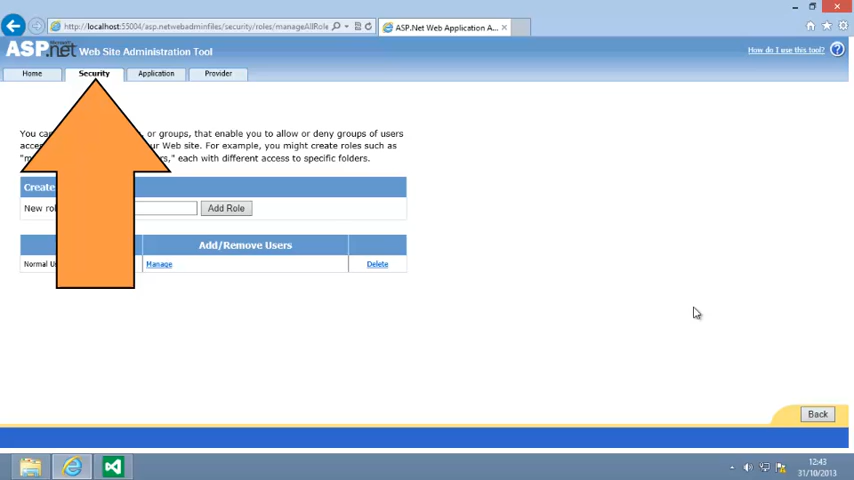 http://localhost:55004/asp.netwebadminfiles/security/roles/manageAllRole
ASP.Net Web Application A...
Microsoft
ASP.net Web Site Administration Tool
How do I use this tool?
Home
Security
Application
Provider
You ca , or groups, that enable you to allow or deny groups of users
acce ur Web site. For example, you might create roles such as
"m rs," each with different access to specific folders.
Create
New rol
Add Role
Add/Remove Users
Normal U
Manage
Delete
Back
12:43
31/10/2013